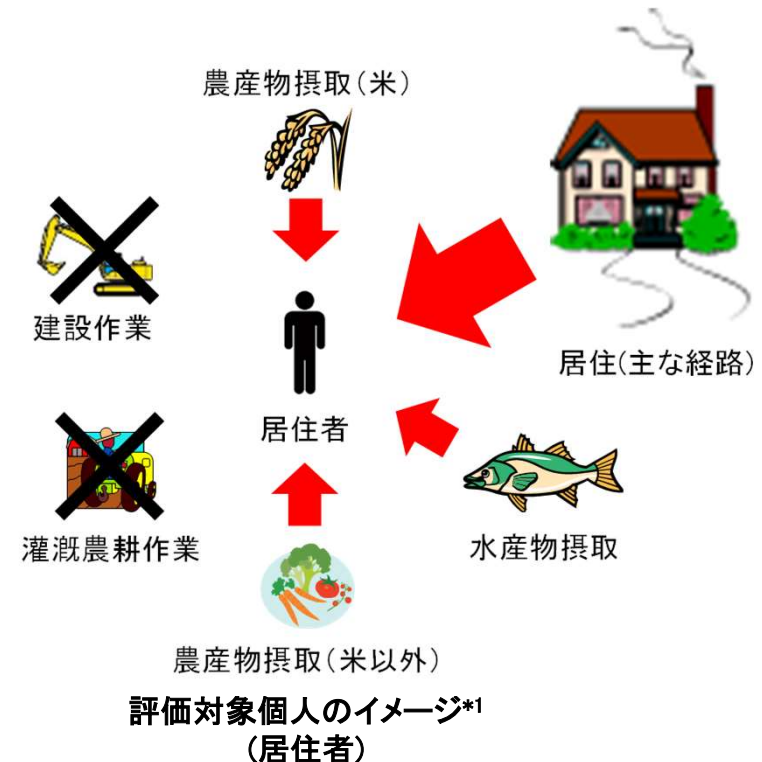 農産物摂取(米)
建設作業
居住(主な経路)
居住者
灌漑農耕作業
水産物摂取
農産物摂取(米以外)
評価対象個人のイメージ*1
(居住者)